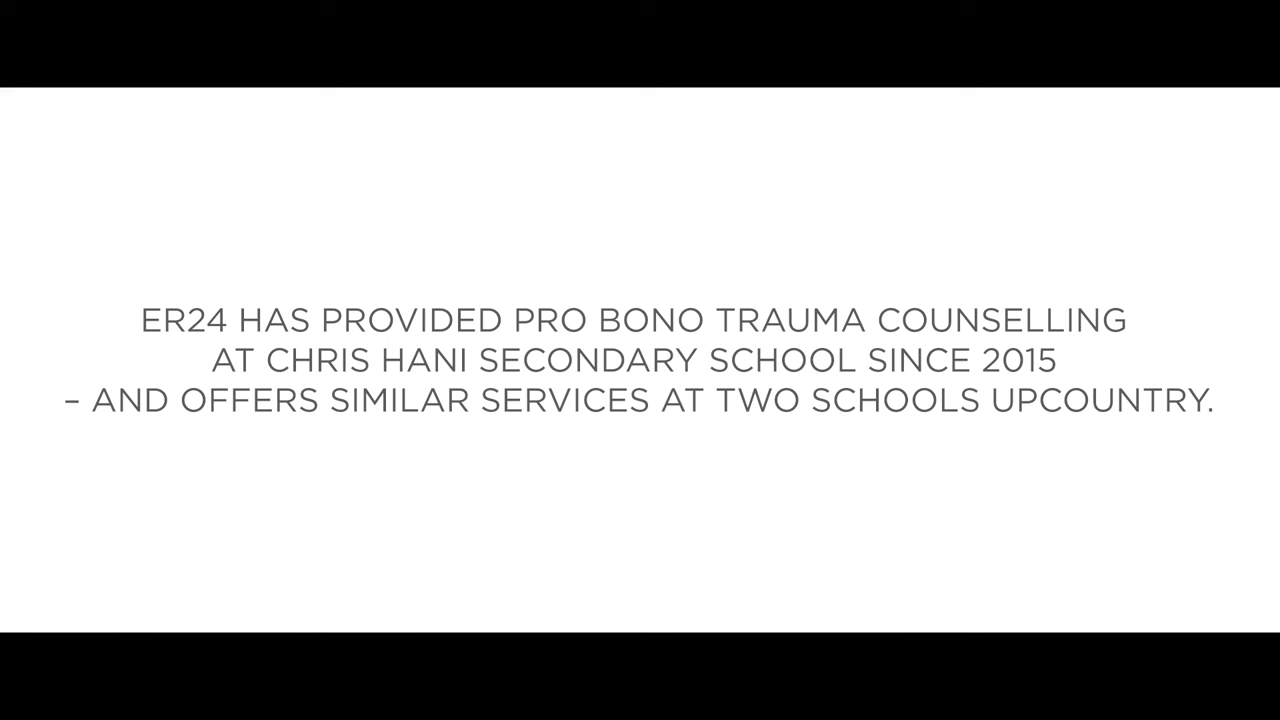 ER24 HAS PROVIDED PRO BONO TRAUMA COUNSELLING
AT CHRIS HANI SECONDARY SCHOOL SINCE 2015
– AND OFFERS SIMILAR SERVICES AT TWO SCHOOLS UPCOUNTRY.